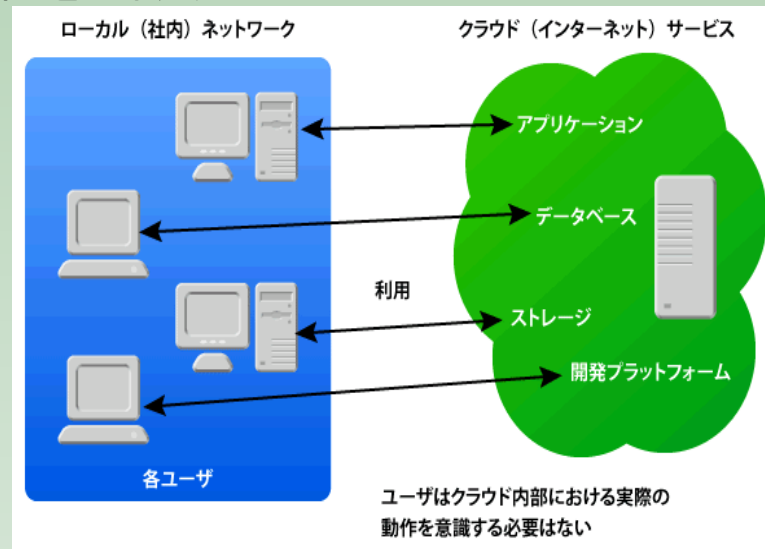 ローカル（社内）ネットワーク
クラウド（インターネット）サービス
アプリケーション
データベース
利用
ストレージ
開発プラットフォーム
各ユーザ
ユーザはクラウド内部における実際の
動作を意識する必要はない